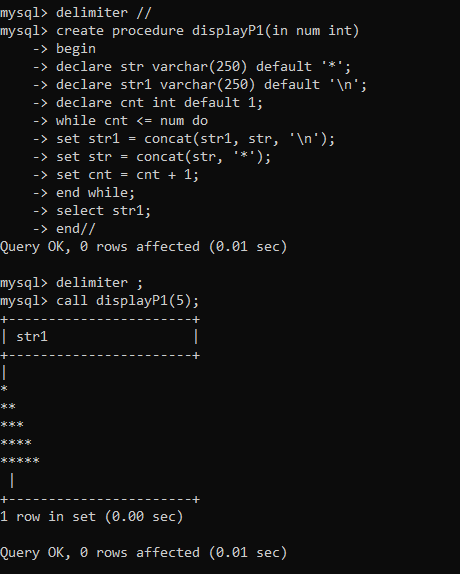 mysql> delimiter //
mysql> create procedure displayP1(in num int)
    -> begin
    -> declare str varchar(250) default '*';
    -> declare str1 varchar(250) default '\n';
    -> declare cnt int default 1;
    -> while cnt <= num do
    -> set str1 = concat(str1, str, '\n');
    -> set str = concat(str, '*');
    -> set cnt = cnt + 1;
    -> end while;
    -> select str1;
    -> end//
Query OK, 0 rows affected (0.01 sec)

mysql> delimiter ;
mysql> call displayP1(5);
+-----------------------+
| str1                  |
+-----------------------+
|
*
**
***
****
*****
 |
+-----------------------+
1 row in set (0.00 sec)

Query OK, 0 rows affected (0.01 sec)